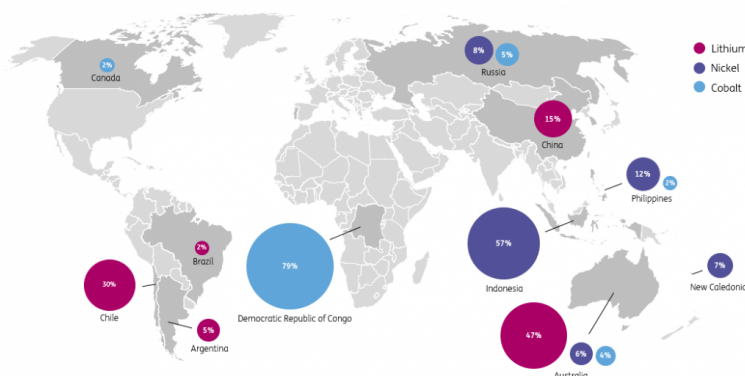 8%
5%
Russia
Lithium
Nickel
Cobalt
2%
Canada
15%
China
12%
2%
Philippines
2%
Brazil
79%
Democratic Republic of Congo
57%
Indonesia
7%
New Caledonia
30%
Chile
5%
Argentina
47%
6%
4%
Australia